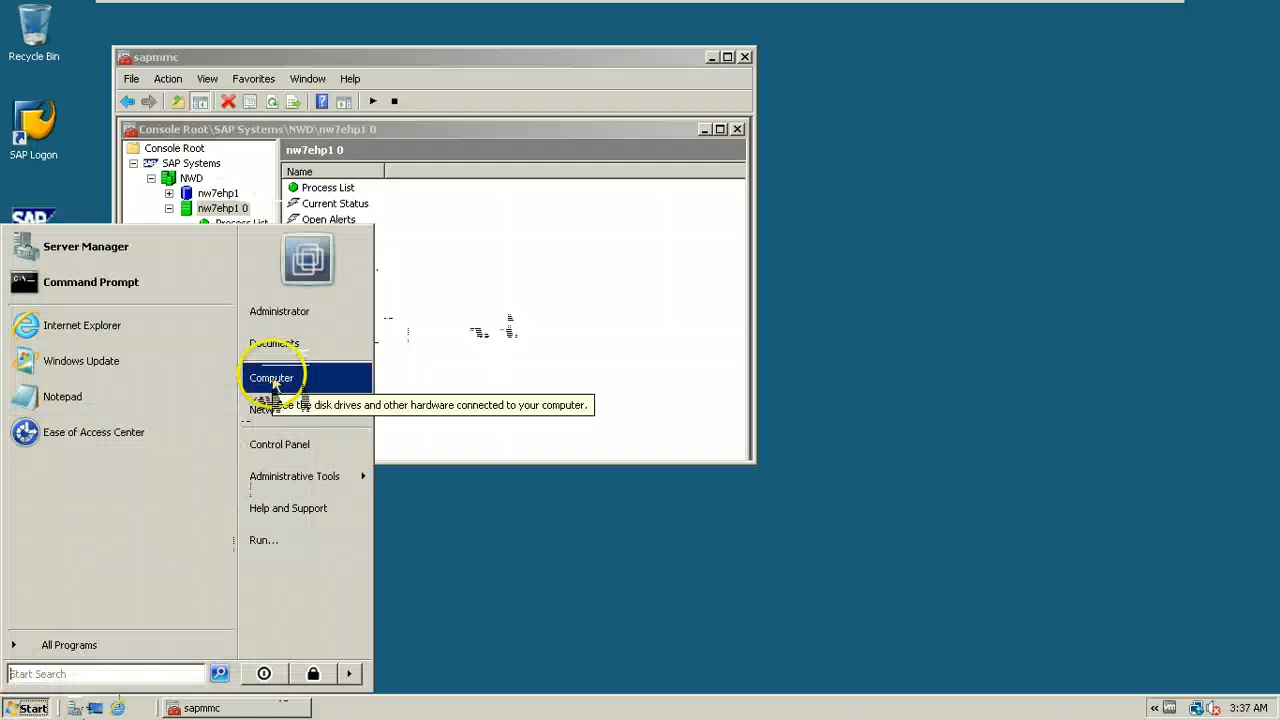 Recycle Bin
SAP Logon
SAP
sapmmc
File Action View Favorites Window Help
Console Root\SAP Systems\NWD\nw7ehp1 0
Console Root
SAP Systems
NWD
nw7ehp1
nw7ehp1 0
nw7ehp1 0
Name
Process List
Current Status
Open Alerts
Server Manager
Command Prompt
Internet Explorer
Windows Update
Notepad
Ease of Access Center
All Programs
Start Search
Administrator
Documents
Computer
disk drives and other hardware connected to your computer.
Control Panel
Administrative Tools
Help and Support
Run...
Start
sapmmc
3:37 AM